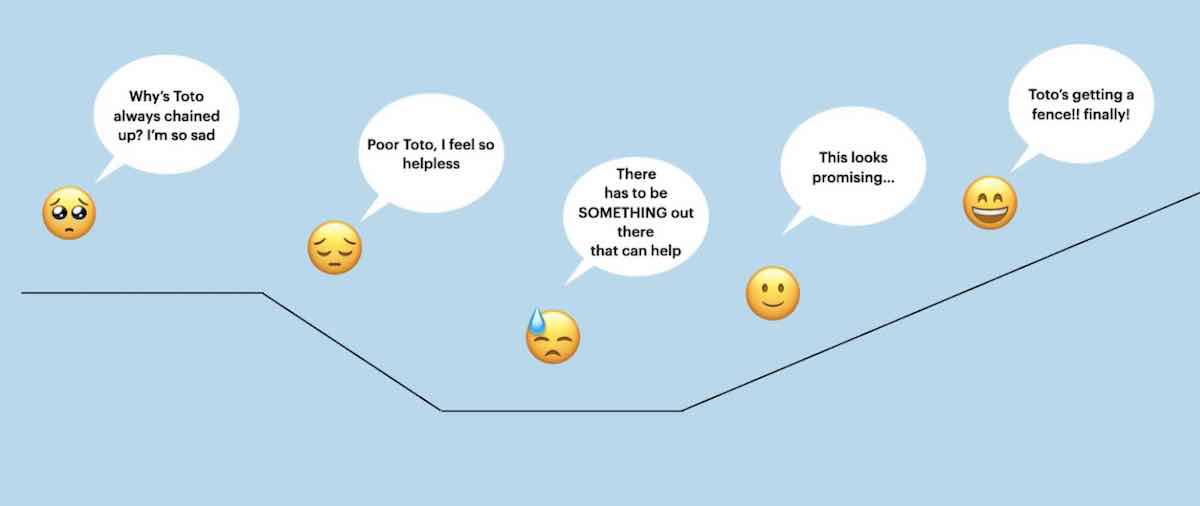 Why's Toto
always chained
up? I'm so sad
Poor Toto, I feel so
helpless
There
has to be
SOMETHING out
there
that can help
This looks
promising...
Toto's getting a
fence!! finally!